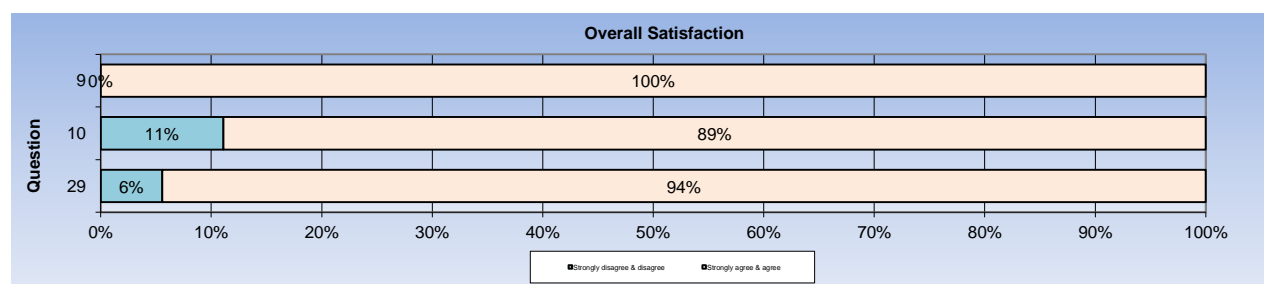 Overall Satisfaction
Question
9 0% 100%
10 11% 89%
29 6% 94%
0% 10% 20% 30% 40% 50% 60% 70% 80% 90% 100%
Strongly disagree & disagree Strongly agree & agree